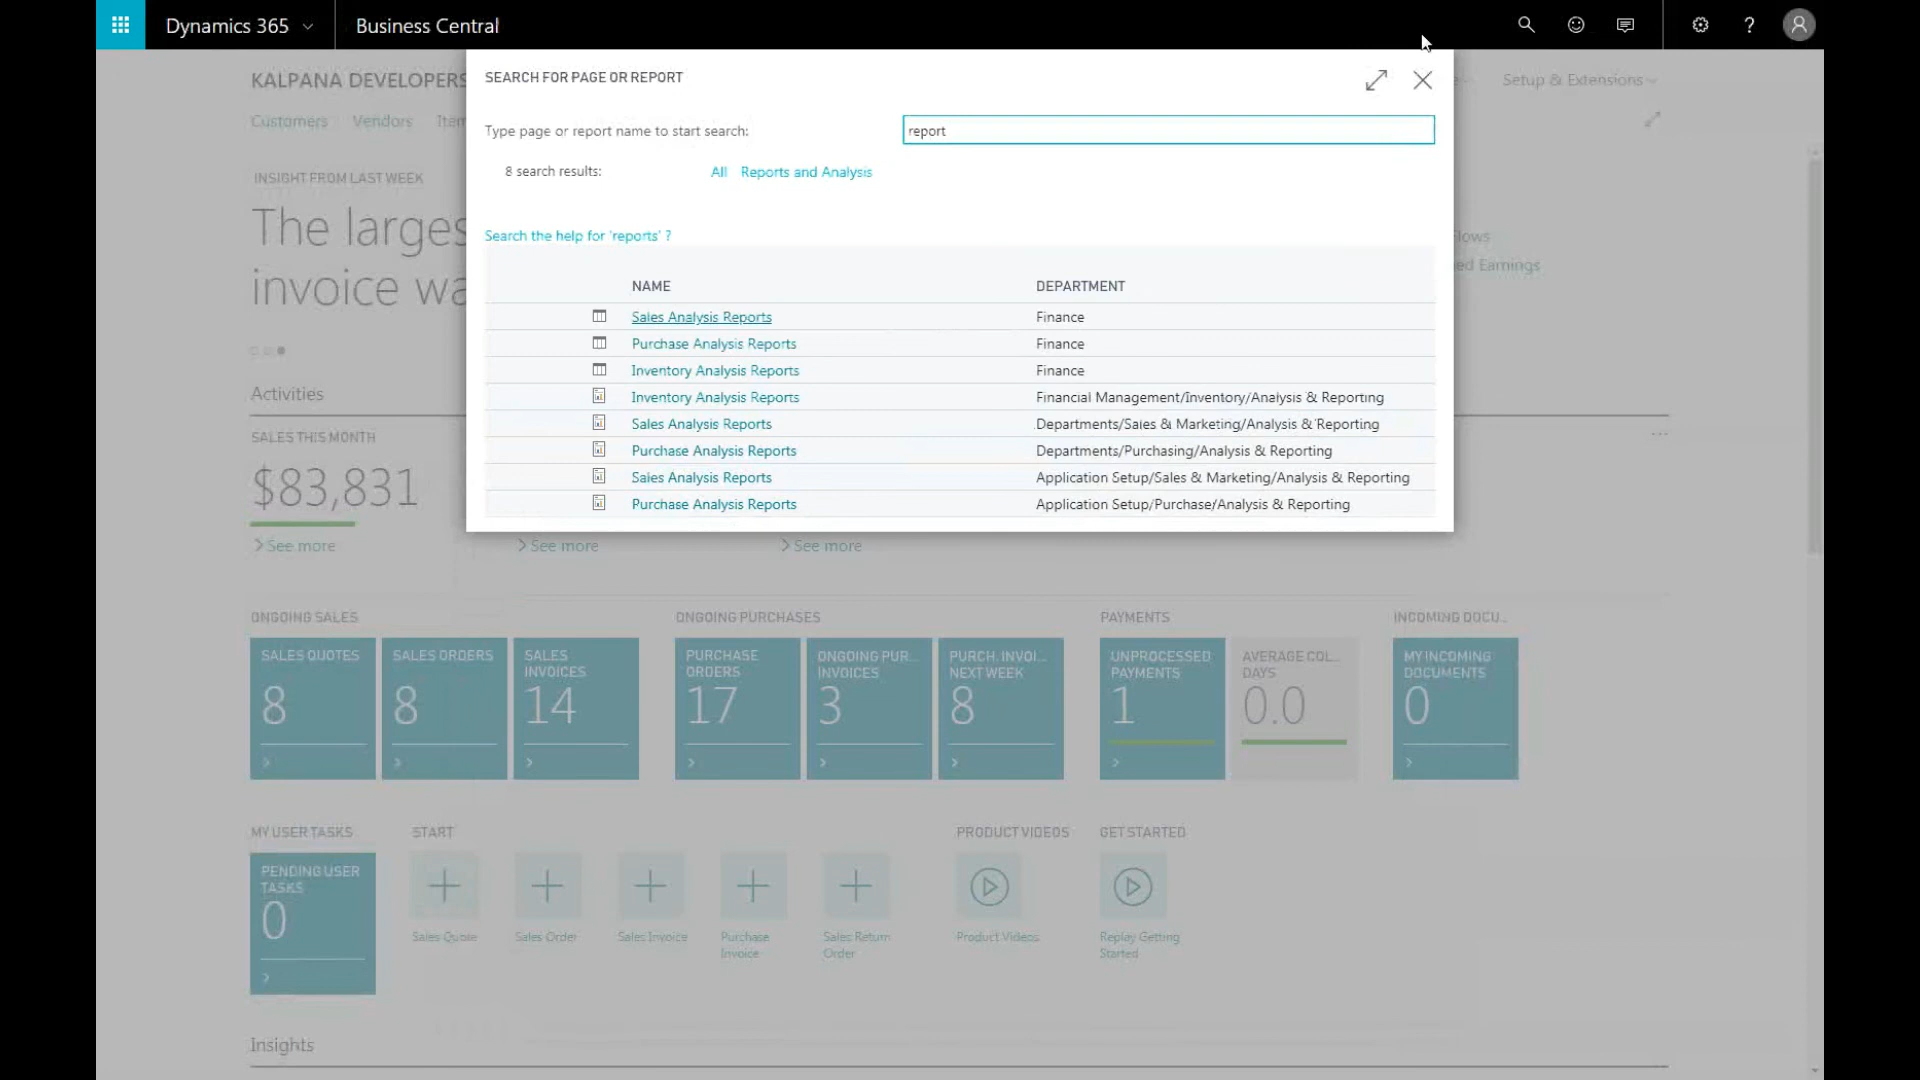 Dynamics 365
Business Central
KALPANA DEVELOPERS
Setup & Extensions
Customers Vendors Item
SEARCH FOR PAGE OR REPORT
Type page or report name to start search:
report
8 search results:
All Reports and Analysis
Search the help for 'reports' ?
NAME DEPARTMENT
Sales Analysis Reports Finance
Purchase Analysis Reports Finance
Inventory Analysis Reports Finance
Inventory Analysis Reports Financial Management/Inventory/Analysis & Reporting
Sales Analysis Reports Departments/Sales & Marketing/Analysis & Reporting
Purchase Analysis Reports Departments/Purchasing/Analysis & Reporting
Sales Analysis Reports Application Setup/Sales & Marketing/Analysis & Reporting
Purchase Analysis Reports Application Setup/Purchase/Analysis & Reporting
INSIGHT FROM LAST WEEK
The larges
invoice wa
lows
ed Earnings
Activities
SALES THIS MONTH
$83,831
See more
See more
See more
ONGOING SALES
ONGOING PURCHASES
PAYMENTS
INCOMING DOCU...
SALES QUOTES
8
SALES ORDERS
8
SALES
INVOICES
14
PURCHASE
ORDERS
17
ONGOING PUR...
INVOICES
3
PURCH. INVOI...
NEXT WEEK
8
UNPROCESSED
PAYMENTS
1
AVERAGE COL...
DAYS
0.0
MY INCOMING
DOCUMENTS
0
MY USER TASKS
START
PRODUCT VIDEOS
GET STARTED
PENDING USER
TASKS
0
Sales Quote
Sales Order
Sales Invoice
Purchase
Invoice
Sales Return
Order
Product Videos
Replay Getting
Started
Insights